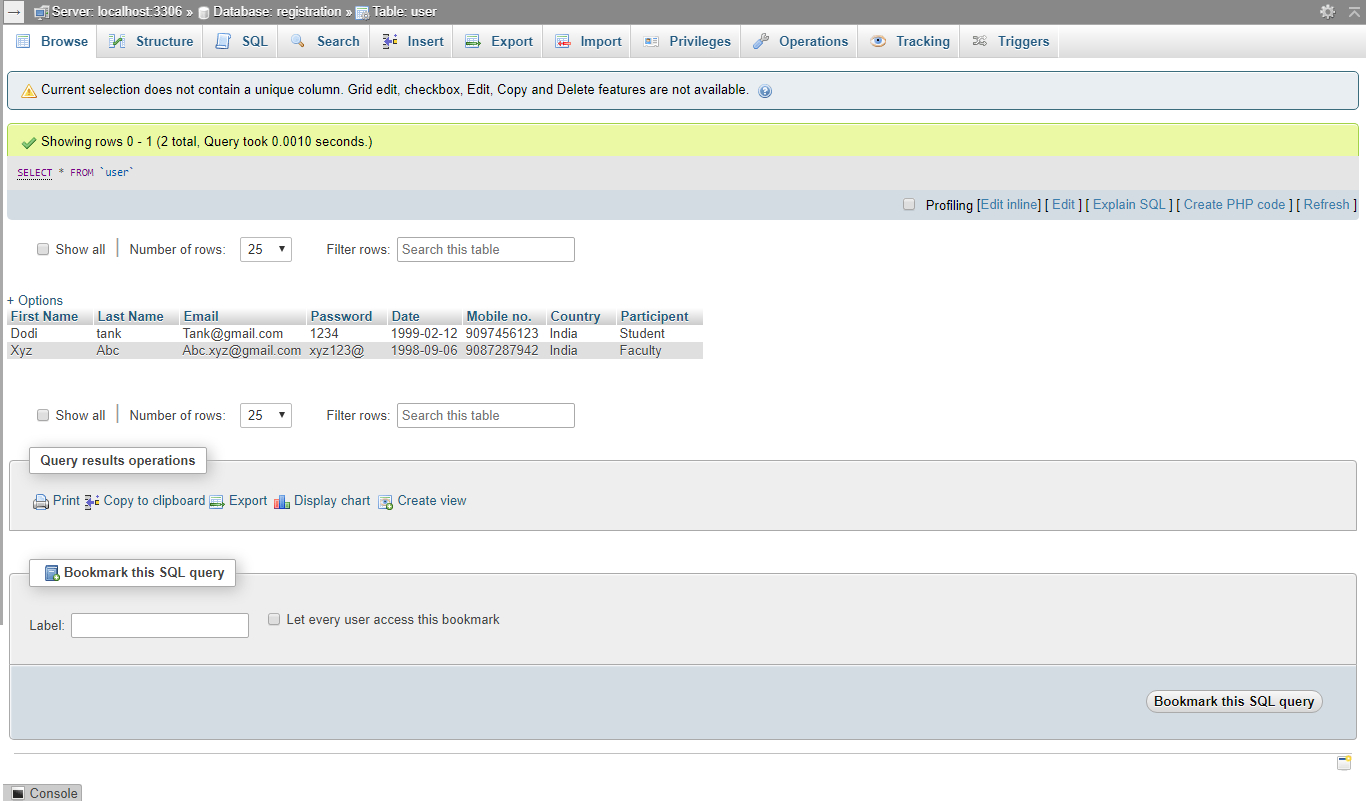 Server: localhost:3306 » Database: registration » Table: user
Browse Structure SQL Search Insert Export Import Privileges Operations Tracking Triggers
Current selection does not contain a unique column. Grid edit, checkbox, Edit, Copy and Delete features are not available.
Showing rows 0 - 1 (2 total, Query took 0.0010 seconds.)
SELECT * FROM `user`
Profiling [Edit inline] [ Edit ] [ Explain SQL ] [ Create PHP code ] [ Refresh ]
Show all Number of rows: 25 Filter rows: Search this table
+ Options
First Name Last Name Email Password Date Mobile no. Country Participent
Dodi tank Tank@gmail.com 1234 1999-02-12 9097456123 India Student
Xyz Abc Abc.xyz@gmail.com xyz123@ 1998-09-06 9087287942 India Faculty
Show all Number of rows: 25 Filter rows: Search this table
Query results operations
Print Copy to clipboard Export Display chart Create view
Bookmark this SQL query
Label: Let every user access this bookmark
Bookmark this SQL query
Console